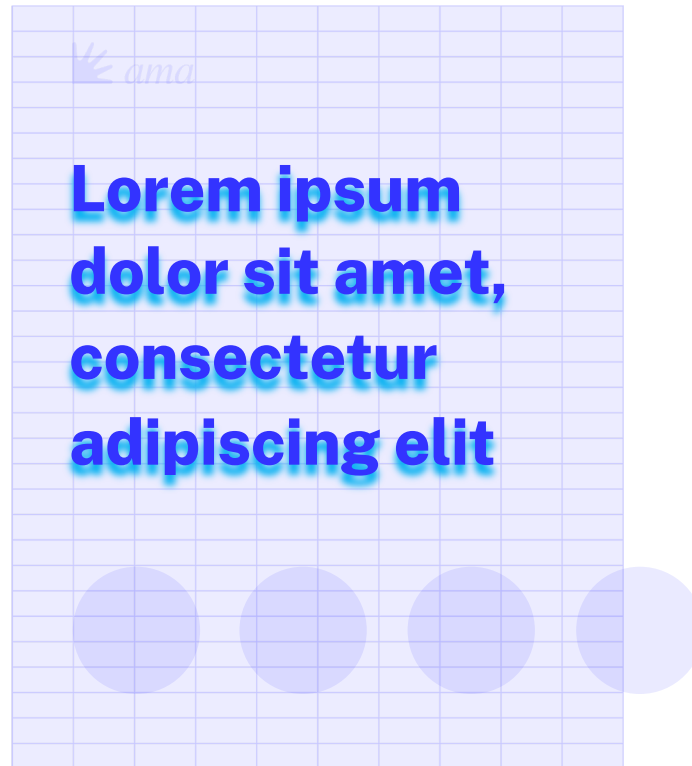 ama
Lorem ipsum
dolor sit amet,
consectetur
adipiscing elit